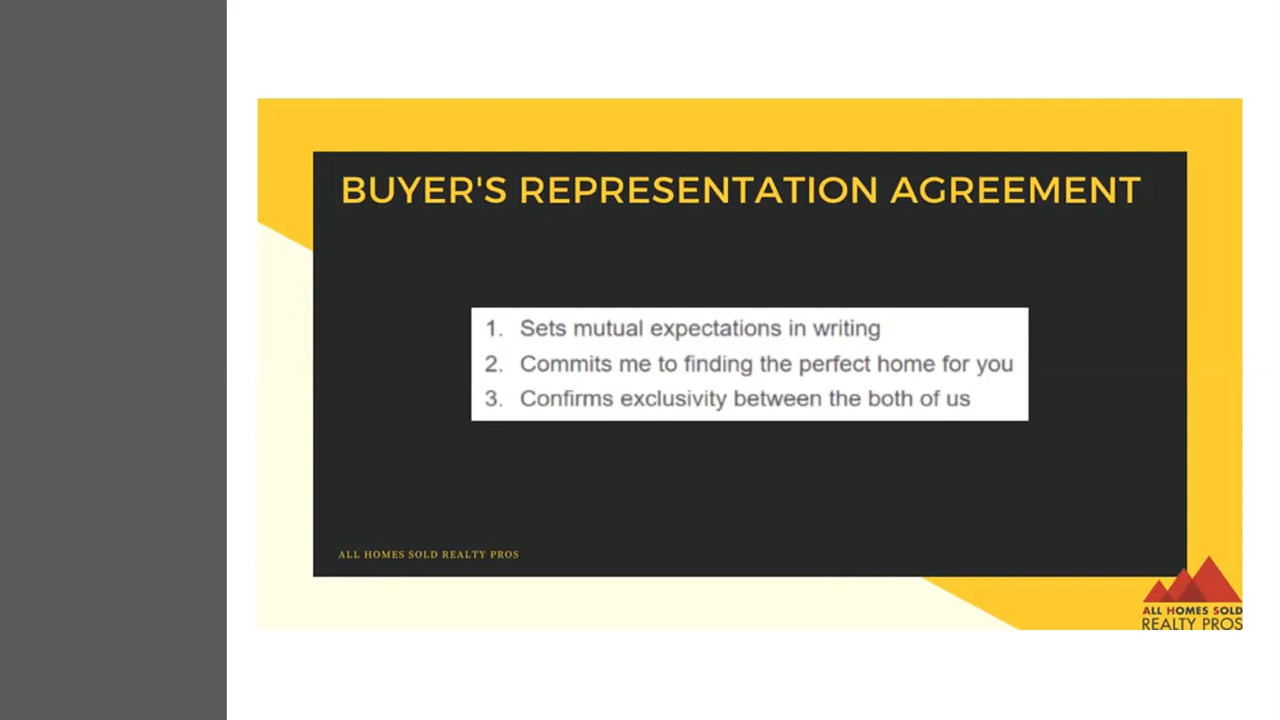 BUYER'S REPRESENTATION AGREEMENT
1. Sets mutual expectations in writing
2. Commits me to finding the perfect home for you
3. Confirms exclusivity between the both of us
ALL HOMES SOLD REALTY PROS
ALL HOMES SOLD
REALTY PROS